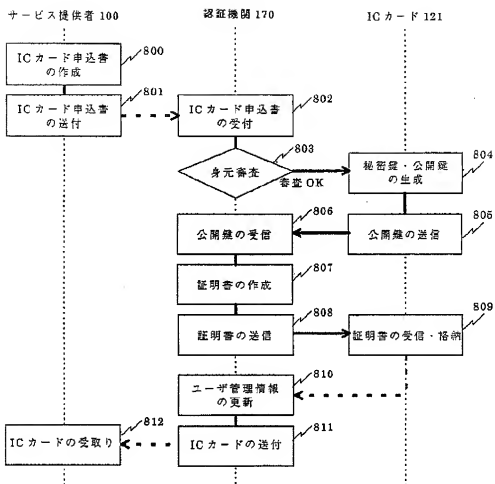 サービス提供者 100
認証機関 170
ICカード 121
ICカード申込書
の作成
800
ICカード申込書
の送付
801
ICカード申込書
の受付
802
身元審査
803
審査 OK
秘密鍵・公開鍵
の生成
804
公開鍵の送信
805
公開鍵の受信
806
証明書の作成
807
証明書の送信
808
証明書の受信・格納
809
ユーザ管理情報
の更新
810
ICカードの送付
811
ICカードの受取り
812